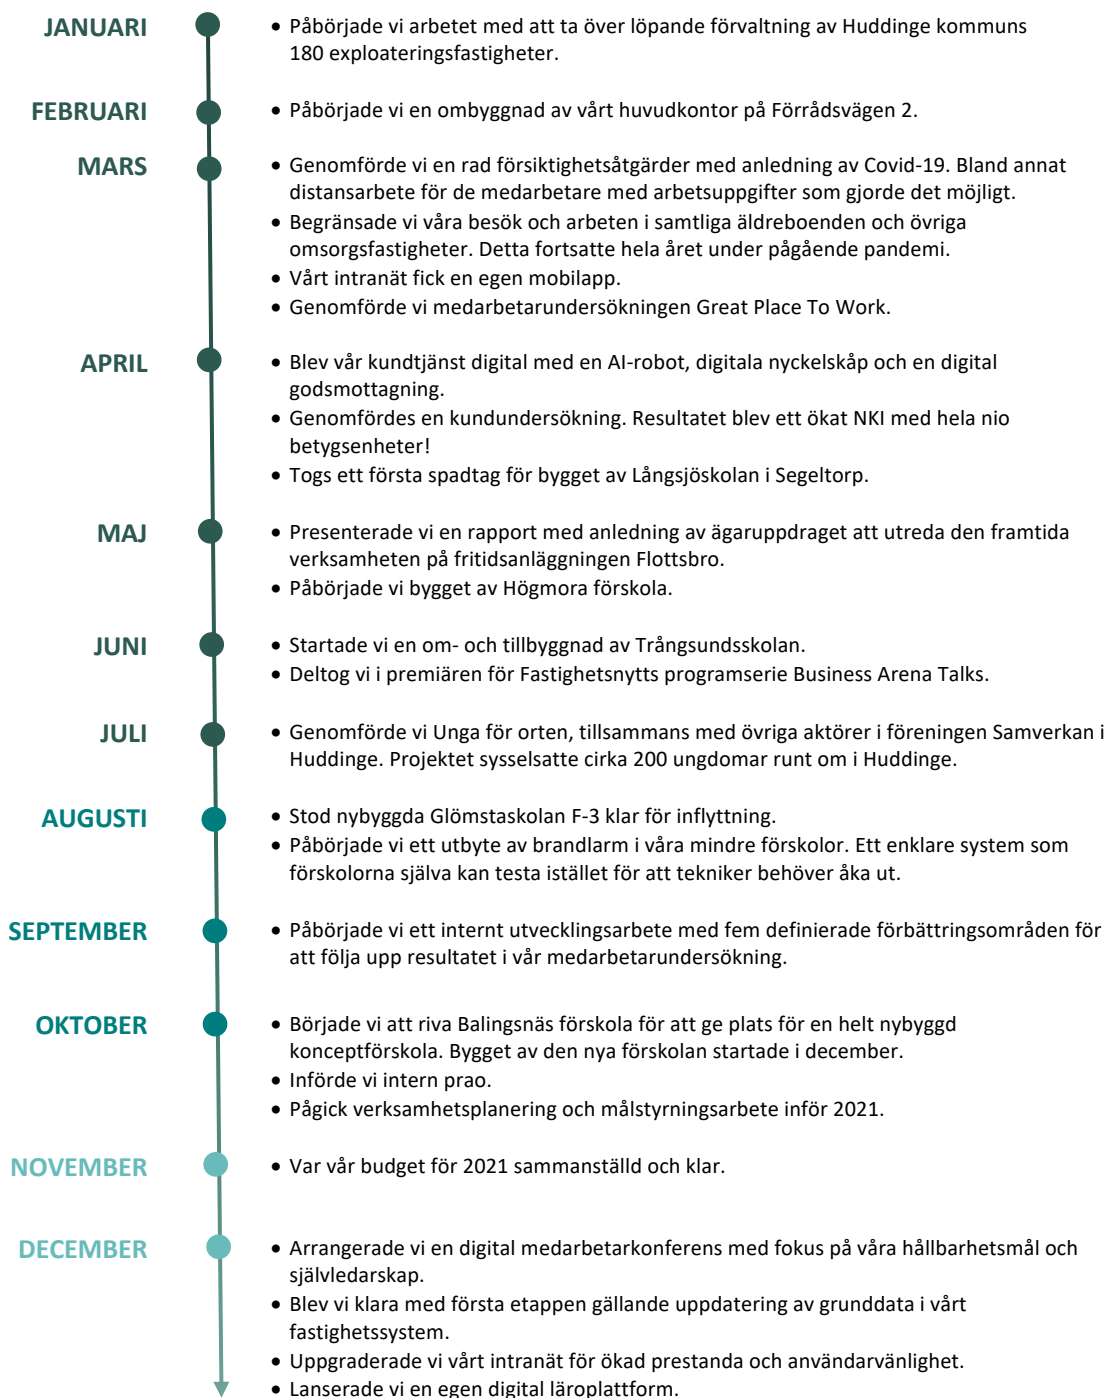 JANUARI
• Påbörjade vi arbetet med att ta över löpande förvaltning av Huddinge kommuns
180 exploateringsfastigheter.
FEBRUARI
• Påbörjade vi en ombyggnad av vårt huvudkontor på Förrådsvägen 2.
MARS
• Genomförde vi en rad försiktighetsåtgärder med anledning av Covid-19. Bland annat
distansarbete för de medarbetare med arbetsuppgifter som gjorde det möjligt.
• Begränsade vi våra besök och arbeten i samtliga äldreboenden och övriga
omsorgsfastigheter. Detta fortsatte hela året under pågående pandemi.
• Vårt intranät fick en egen mobilapp.
• Genomförde vi medarbetarundersökningen Great Place To Work.
APRIL
• Blev vår kundtjänst digital med en AI-robot, digitala nyckelskåp och en digital
godsmottagning.
• Genomfördes en kundundersökning. Resultatet blev ett ökat NKI med hela nio
betygsenheter!
• Togs ett första spadtag för bygget av Långsjöskolan i Segeltorp.
MAJ
• Presenterade vi en rapport med anledning av ägaruppdraget att utreda den framtida
verksamheten på fritidsanläggningen Flottsbro.
• Påbörjade vi bygget av Högmora förskola.
JUNI
• Startade vi en om- och tillbyggnad av Trångsundsskolan.
• Deltog vi i premiären för Fastighetsnytts programserie Business Arena Talks.
JULI
• Genomförde vi Unga för orten, tillsammans med övriga aktörer i föreningen Samverkan i
Huddinge. Projektet sysselsatte cirka 200 ungdomar runt om i Huddinge.
AUGUSTI
• Stod nybyggda Glömstaskolan F-3 klar för inflyttning.
• Påbörjade vi ett utbyte av brandlarm i våra mindre förskolor. Ett enklare system som
förskolorna själva kan testa istället för att tekniker behöver åka ut.
SEPTEMBER
• Påbörjade vi ett internt utvecklingsarbete med fem definierade förbättringsområden för
att följa upp resultatet i vår medarbetarundersökning.
OKTOBER
• Började vi att riva Balingsnäs förskola för att ge plats för en helt nybyggd
konceptförskola. Bygget av den nya förskolan startade i december.
• Införde vi intern prao.
• Pågick verksamhetsplanering och målstyrningsarbete inför 2021.
NOVEMBER
• Var vår budget för 2021 sammanställd och klar.
DECEMBER
• Arrangerade vi en digital medarbetarkonferens med fokus på våra hållbarhetsmål och
självledarskap.
• Blev vi klara med första etappen gällande uppdatering av grunddata i vårt
fastighetssystem.
• Uppgraderade vi vårt intranät för ökad prestanda och användarvänlighet.
• Lanserade vi en egen digital läroplattform.